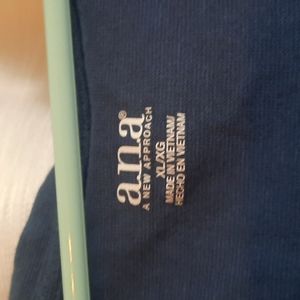 a.n.a®
A NEW APPROACH
XL/XG
MADE IN VIETNAM/
HECHO EN VIETNAM